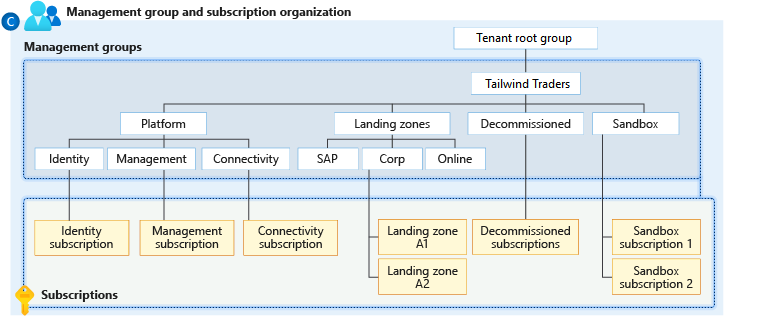 C
Management group and subscription organization
Management groups
Tenant root group
Tailwind Traders
Platform
Landing zones
Decommissioned
Sandbox
Identity
Management
Connectivity
SAP
Corp
Online
Identity
subscription
Management
subscription
Connectivity
subscription
Landing zone
A1
Landing zone
A2
Decommissioned
subscriptions
Sandbox
subscription 1
Sandbox
subscription 2
Subscriptions